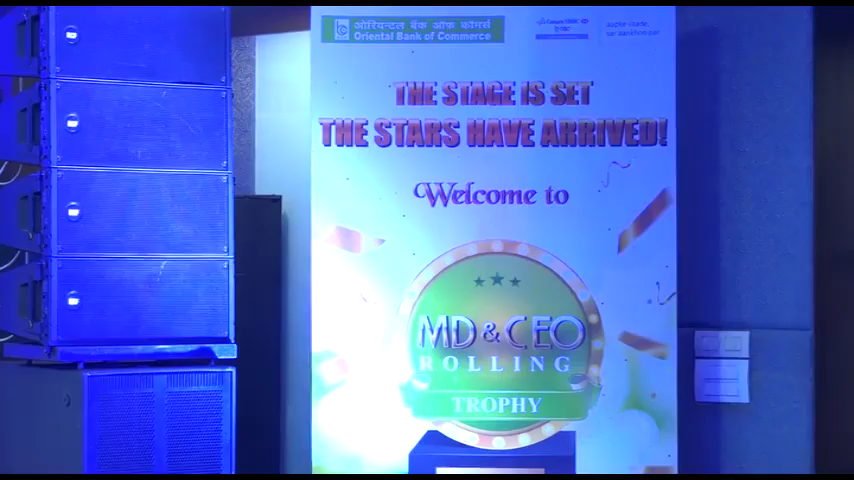 ओरियन्टल बैंक ऑफ कॉमर्स
Oriental Bank of Commerce
THE STAGE IS SET
THE STARS HAVE ARRIVED!
Welcome to
MD & CEO
ROLLING
TROPHY